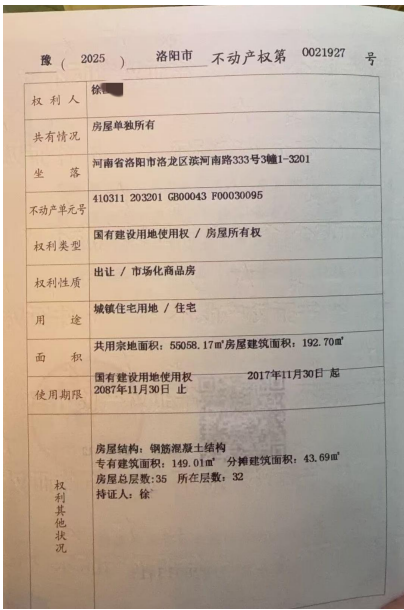 豫（ 2025 ） 洛阳市 不动产权第 0021927 号
权利人 徐
共有情况 房屋单独所有
坐落 河南省洛阳市洛龙区滨河南路333号3幢1-3201
不动产单元号 410311 203201 GB00043 F00030095
权利类型 国有建设用地使用权 / 房屋所有权
权利性质 出让 / 市场化商品房
用途 城镇住宅用地 / 住宅
面积 共用宗地面积：55058.17㎡房屋建筑面积：192.70㎡
使用期限 国有建设用地使用权 2017年11月30日 起
2087年11月30日 止
权利其他状况
房屋结构：钢筋混凝土结构
专有建筑面积：149.01㎡ 分摊建筑面积：43.69㎡
房屋总层数:35 所在层数:32
持证人：徐